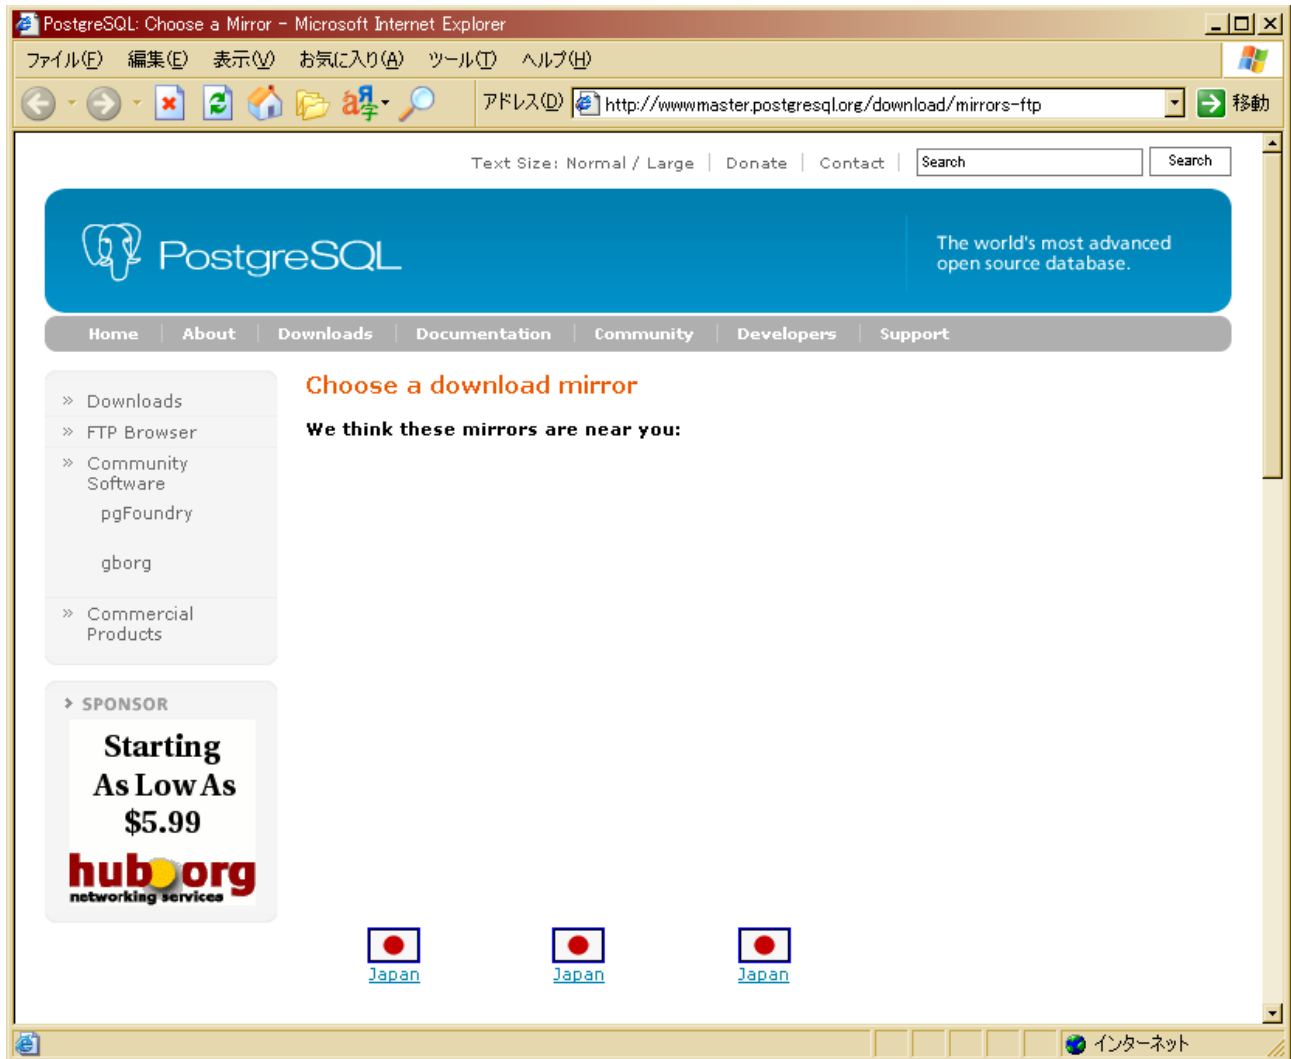 PostgreSQL: Choose a Mirror - Microsoft Internet Explorer
ファイル(F) 編集(E) 表示(V) お気に入り(A) ツール(T) ヘルプ(H)
アドレス(D) http://wwwmaster.postgresql.org/download/mirrors-ftp 移動
Text Size: Normal / Large | Donate | Contact | Search Search
PostgreSQL
The world's most advanced
open source database.
Home About Downloads Documentation Community Developers Support
Choose a download mirror
We think these mirrors are near you:
» Downloads
» FTP Browser
» Community
Software
pgFoundry
gborg
» Commercial
Products
SPONSOR
Starting
As Low As
$5.99
hub.org
networking services
Japan Japan Japan
インターネット